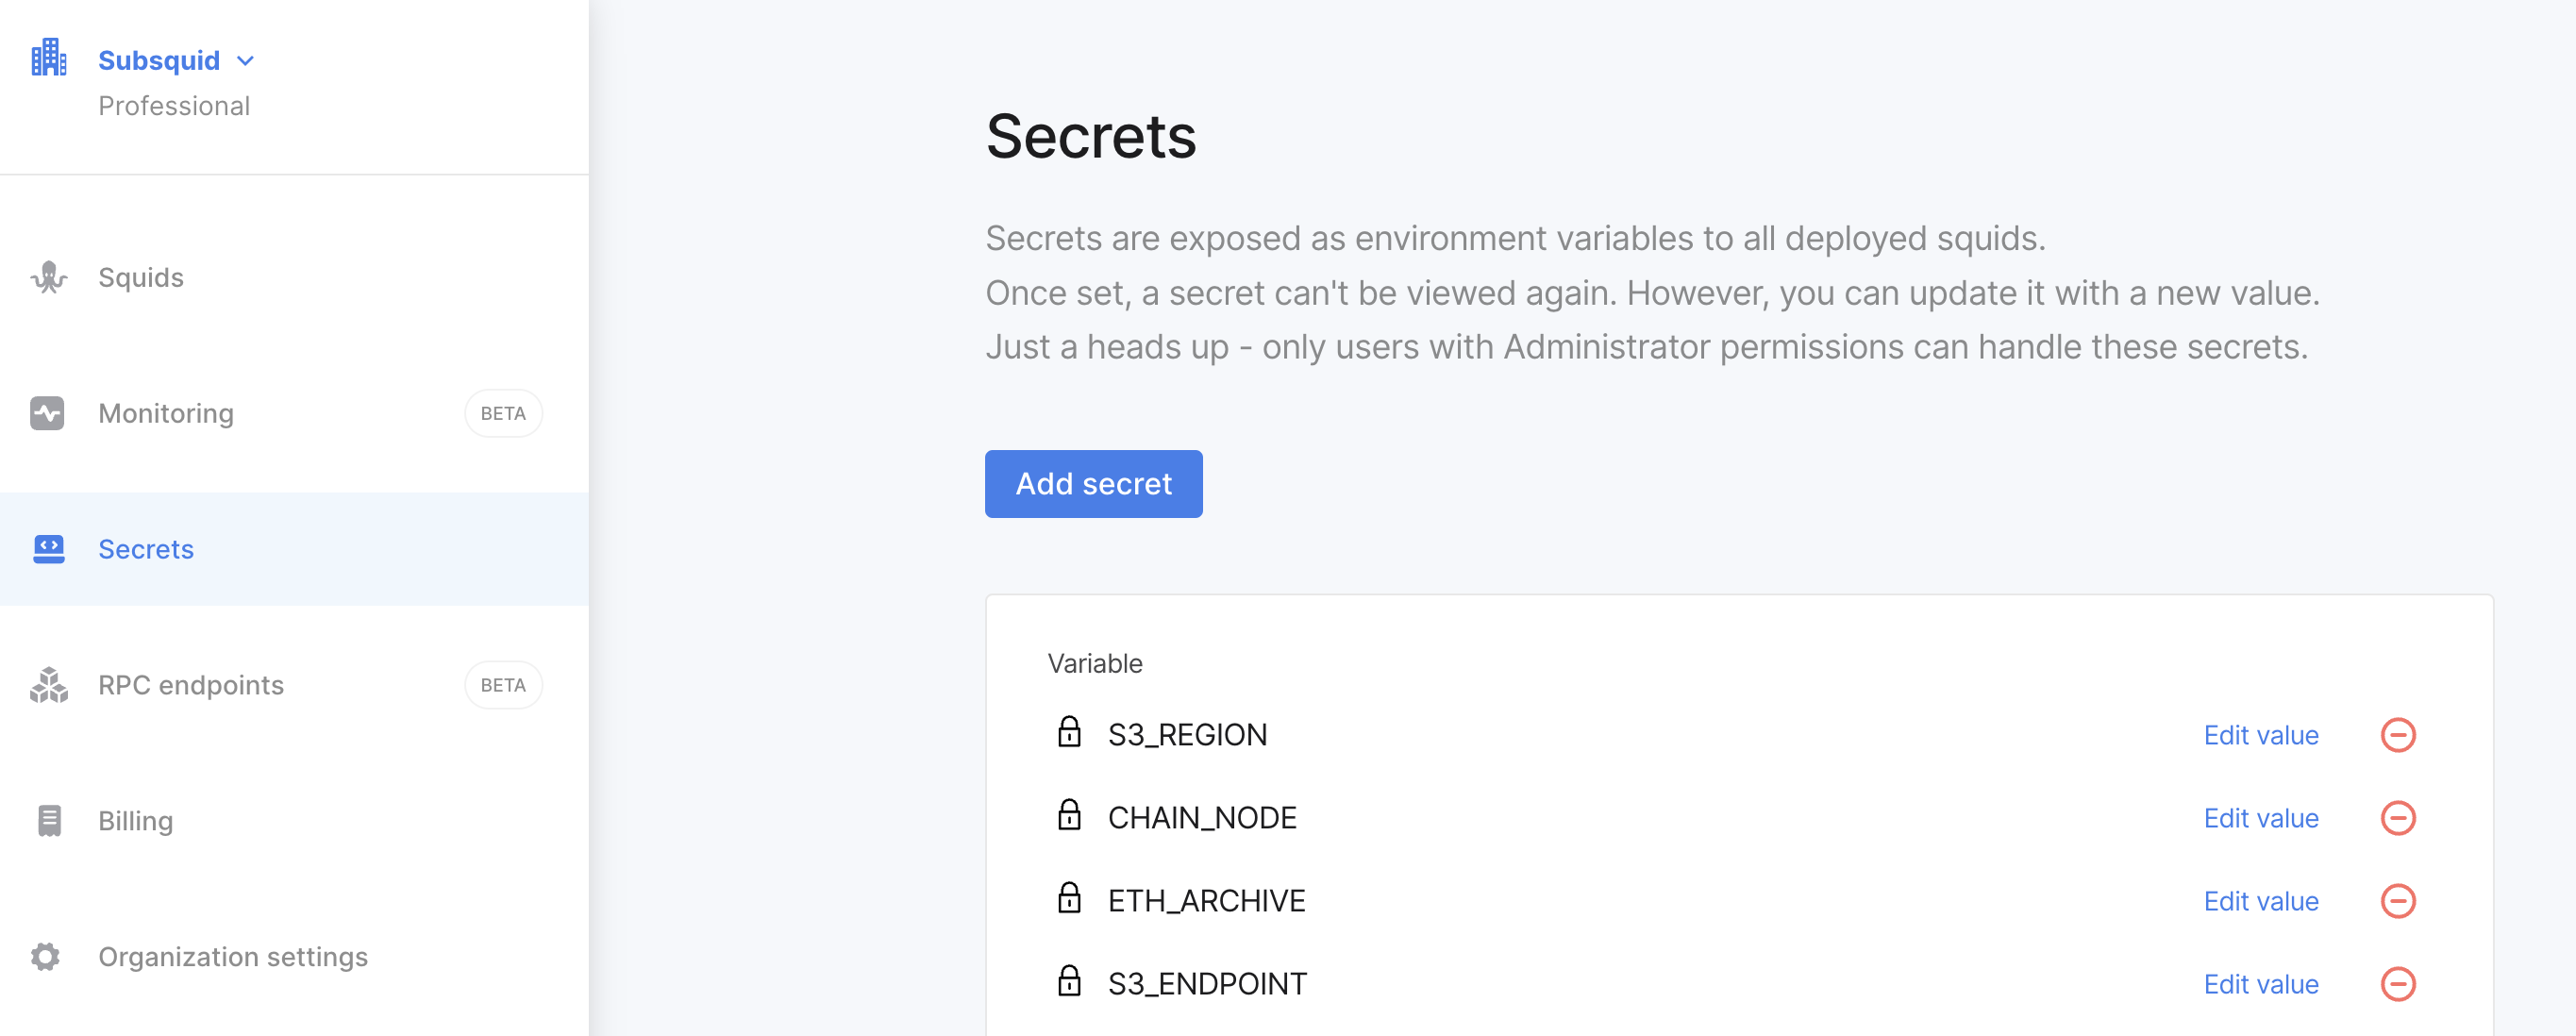 Subsquid
Professional
Squids
Monitoring
BETA
Secrets
RPC endpoints
BETA
Billing
Organization settings
Secrets
Secrets are exposed as environment variables to all deployed squids.
Once set, a secret can't be viewed again. However, you can update it with a new value.
Just a heads up - only users with Administrator permissions can handle these secrets.
Add secret
Variable
S3_REGION
Edit value
CHAIN_NODE
Edit value
ETH_ARCHIVE
Edit value
S3_ENDPOINT
Edit value